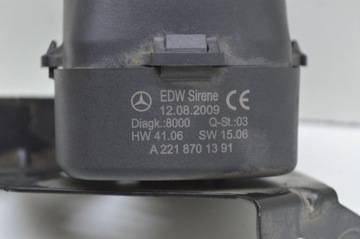 EDW Sirene CE
12.08.2009
Diagk.:8000 Q-St.:03
HW 41.06 SW 15.06
A 221 870 13 91